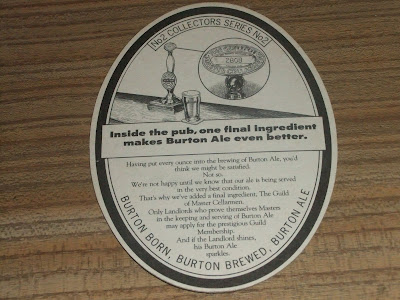 No2 COLLECTORS SERIES No2
2808
Inside the pub, one final ingredient
makes Burton Ale even better.
Having put every ounce into the brewing of Burton Ale, you'd
think we might be satisfied.
Not so.
We're not happy until we know that our ale is being served
in the very best condition.
That's why we've added a final ingredient, The Guild
of Master Cellarmen.
Only Landlords who prove themselves Masters
in the keeping and serving of Burton Ale
may apply for the prestigious Guild
Membership.
And if the Landlord shines,
his Burton Ale
sparkles.
BURTON BORN, BURTON BREWED, BURTON ALE